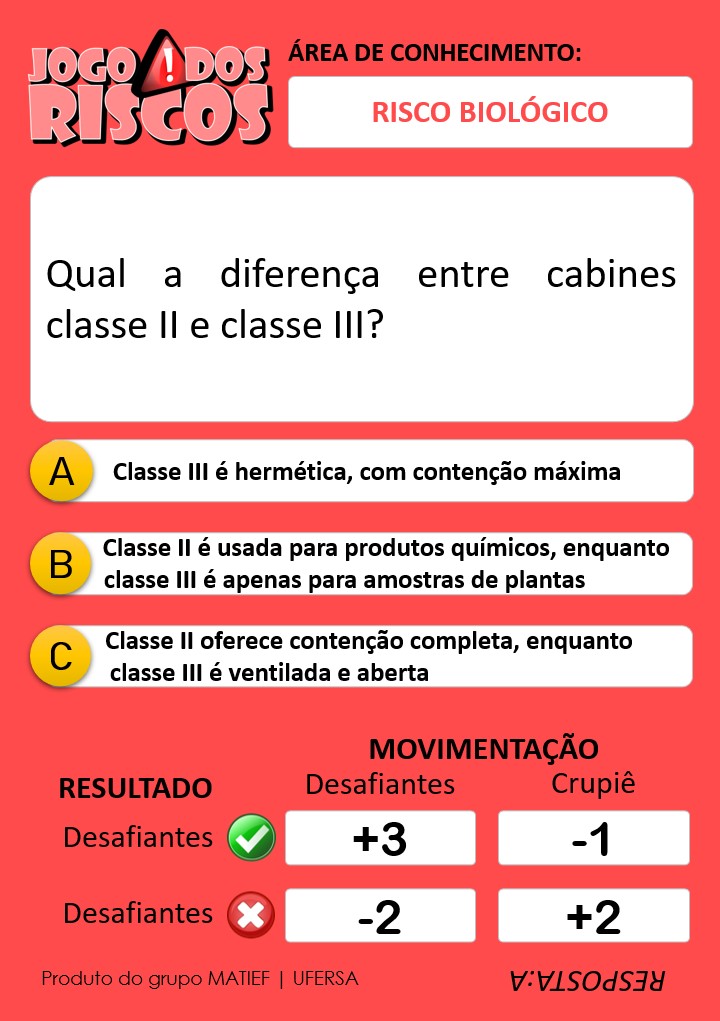 JOGO DOS
RISCOS
ÁREA DE CONHECIMENTO:
RISCO BIOLÓGICO
Qual a diferença entre cabines
classe II e classe III?
A
Classe III é hermética, com contenção máxima
B
Classe II é usada para produtos químicos, enquanto
classe III é apenas para amostras de plantas
C
Classe II oferece contenção completa, enquanto
classe III é ventilada e aberta
MOVIMENTAÇÃO
RESULTADO
Desafiantes
Crupiê
Desafiantes
+3
-1
Desafiantes
-2
+2
Produto do grupo MATIEF | UFERSA
RESPOSTA:A